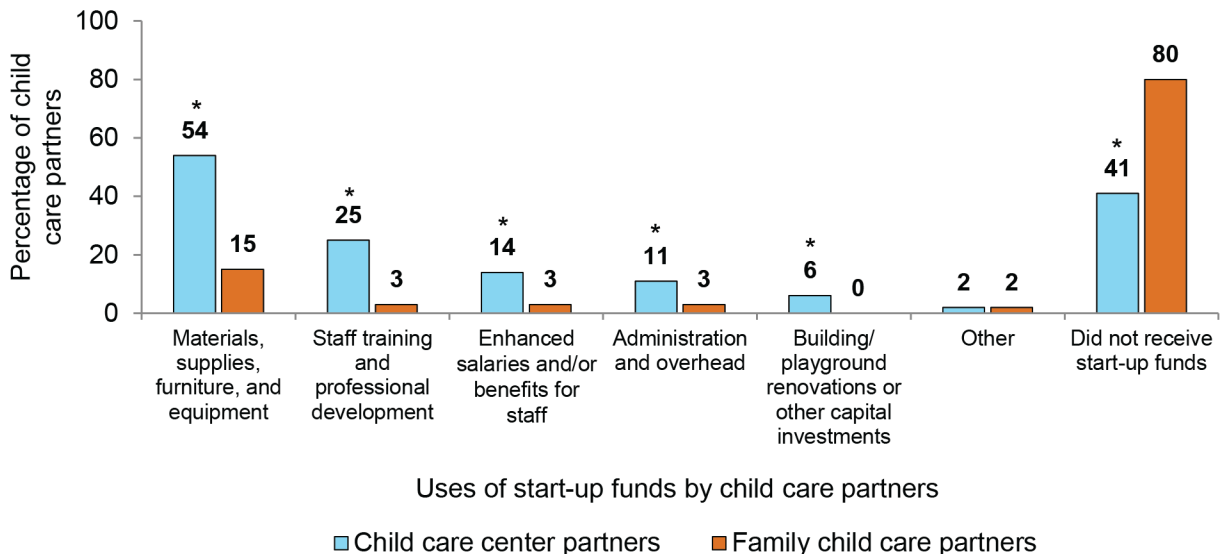 100
80
60
40
20
0
Percentage of child
care partners
*
54
15
*
25
3
*
14
3
*
11
3
*
6
0
2
2
*
41
80
Materials,
supplies,
furniture, and
equipment
Staff training
and
professional
development
Enhanced
salaries and/or
benefits for
staff
Administration
and overhead
Building/
playground
renovations or
other capital
investments
Other
Did not receive
start-up funds
Uses of start-up funds by child care partners
Child care center partners
Family child care partners